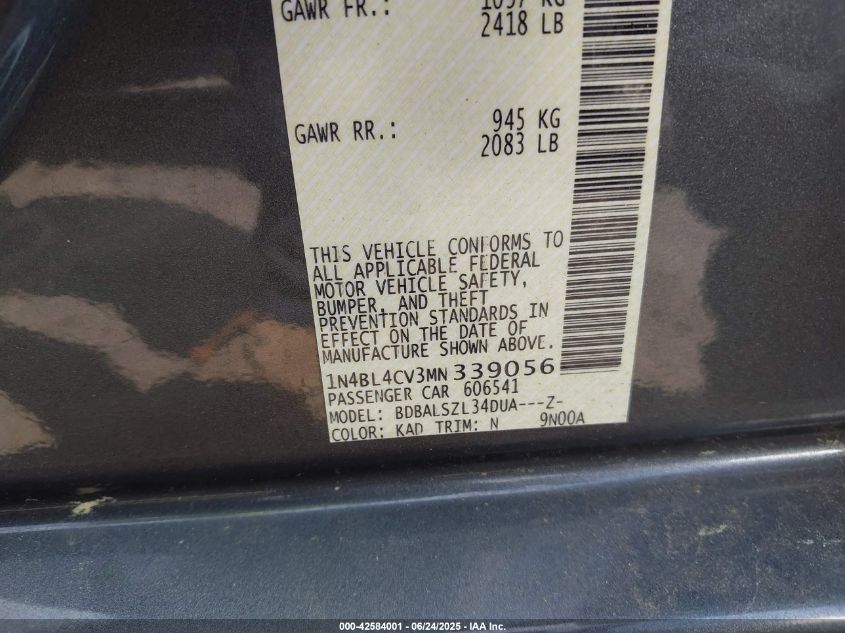 GAWR FR.: 1097 KG
2418 LB
GAWR RR.: 945 KG
2083 LB
THIS VEHICLE CONFORMS TO
ALL APPLICABLE FEDERAL
MOTOR VEHICLE SAFETY,
BUMPER, AND THEFT
PREVENTION STANDARDS IN
EFFECT ON THE DATE OF
MANUFACTURE SHOWN ABOVE.
1N4BL4CV3MN339056
PASSENGER CAR 606541
MODEL: BDBALSZL34DUA---Z-
COLOR: KAD TRIM: N 9N00A
000-42584001 - 06/24/2025 - IAA Inc.